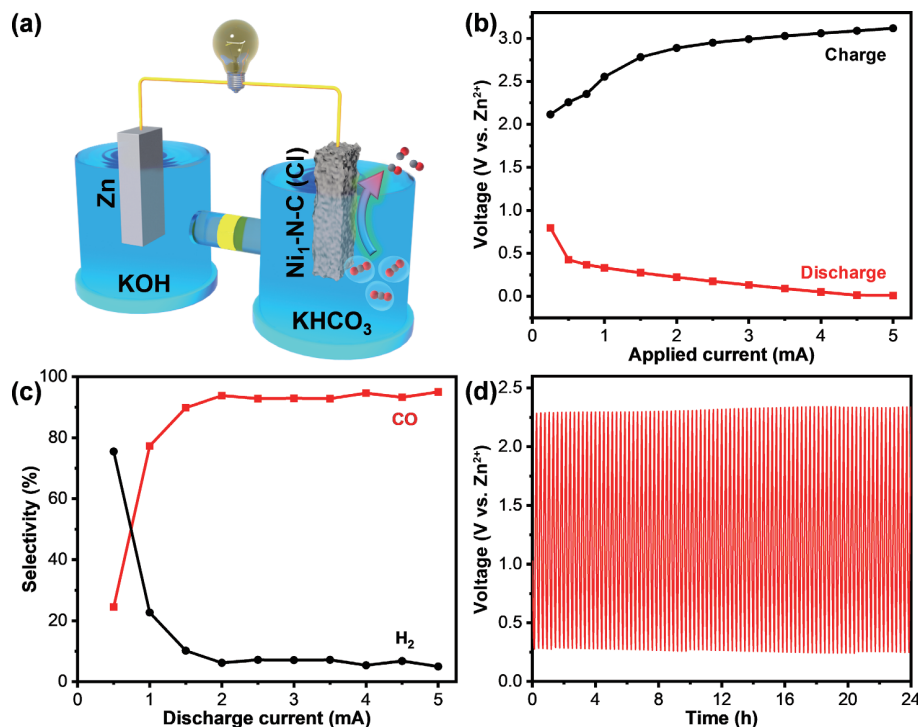 (a)
Zn
Ni₁-N-C (Cl)
KOH
KHCO₃
(b)
Voltage (V vs. Zn²⁺)
3.0
2.5
2.0
1.5
1.0
0.5
0.0
Charge
Discharge
0 1 2 3 4 5
Applied current (mA)
(c)
Selectivity (%)
100
80
60
40
20
0
CO
H₂
0 1 2 3 4 5
Discharge current (mA)
(d)
Voltage (V vs. Zn²⁺)
2.5
2.0
1.5
1.0
0.5
0.0
0 4 8 12 16 20 24
Time (h)